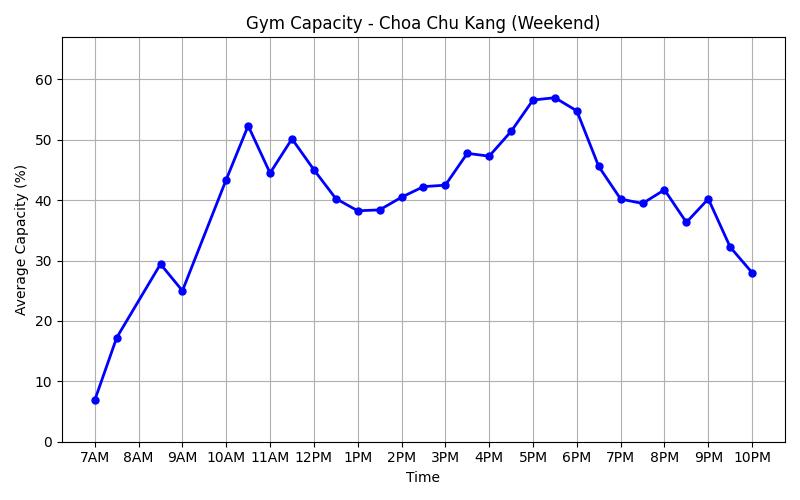 Gym Capacity - Choa Chu Kang (Weekend)
Average Capacity (%)
60
50
40
30
20
10
0
7AM 8AM 9AM 10AM 11AM 12PM 1PM 2PM 3PM 4PM 5PM 6PM 7PM 8PM 9PM 10PM
Time